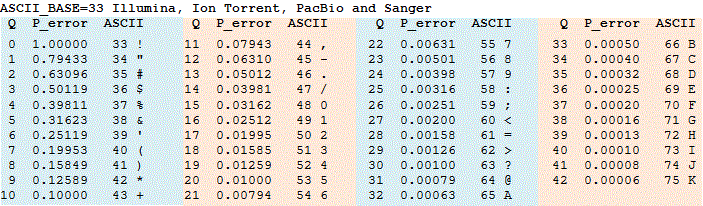 ASCII_BASE=33 Illumina, Ion Torrent, PacBio and Sanger
Q P_error ASCII Q P_error ASCII Q P_error ASCII Q P_error ASCII
0 1.00000 33 ! 11 0.07943 44 , 22 0.00631 55 7 33 0.00050 66 B
1 0.79433 34 " 12 0.06310 45 - 23 0.00501 56 8 34 0.00040 67 C
2 0.63096 35 # 13 0.05012 46 . 24 0.00398 57 9 35 0.00032 68 D
3 0.50119 36 $ 14 0.03981 47 / 25 0.00316 58 : 36 0.00025 69 E
4 0.39811 37 % 15 0.03162 48 0 26 0.00251 59 ; 37 0.00020 70 F
5 0.31623 38 & 16 0.02512 49 1 27 0.00200 60 < 38 0.00016 71 G
6 0.25119 39 ' 17 0.01995 50 2 28 0.00158 61 = 39 0.00013 72 H
7 0.19953 40 ( 18 0.01585 51 3 29 0.00126 62 > 40 0.00010 73 I
8 0.15849 41 ) 19 0.01259 52 4 30 0.00100 63 ? 41 0.00008 74 J
9 0.12589 42 * 20 0.01000 53 5 31 0.00079 64 @ 42 0.00006 75 K
10 0.10000 43 + 21 0.00794 54 6 32 0.00063 65 A